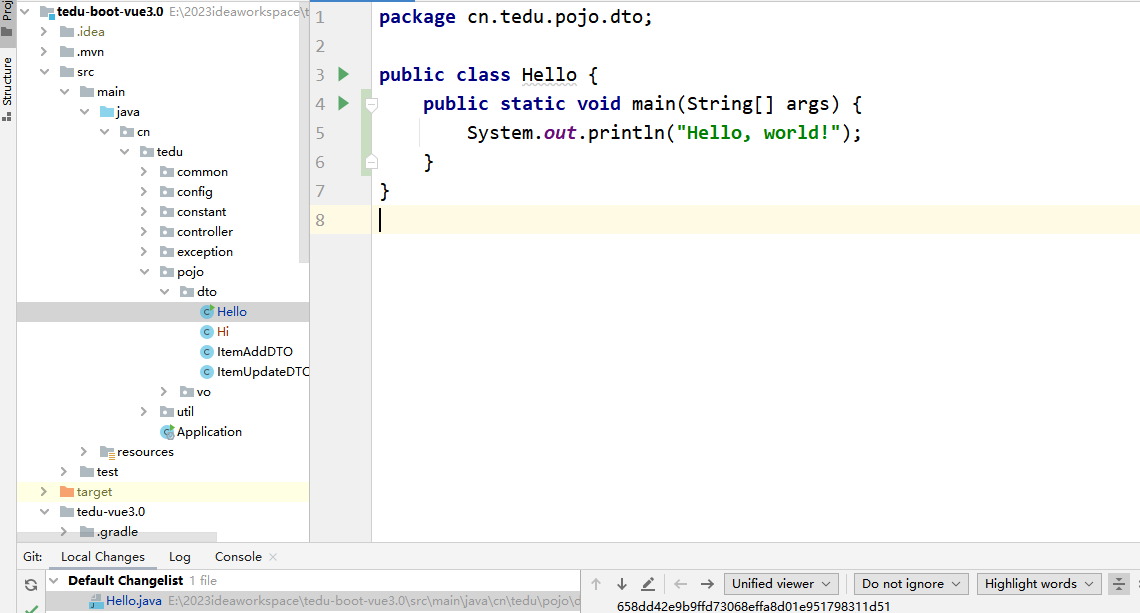 Structure
tedu-boot-vue3.0 E:\2023ideaworkspace\t
.idea
.mvn
src
main
java
cn
tedu
common
config
constant
controller
exception
pojo
dto
Hello
Hi
ItemAddDTO
ItemUpdateDTO
vo
util
Application
resources
test
target
tedu-vue3.0
.gradle
1 package cn.tedu.pojo.dto;
2
3 public class Hello {
4 public static void main(String[] args) {
5 System.out.println("Hello, world!");
6 }
7 }
8
Git: Local Changes Log Console
Default Changelist 1 file
Hello.java E:\2023ideaworkspace\tedu-boot-vue3.0\src\main\java\cn\tedu\pojo\d
Unified viewer Do not ignore Highlight words
658dd42e9b9ffd73068effa8d01e951798311d51